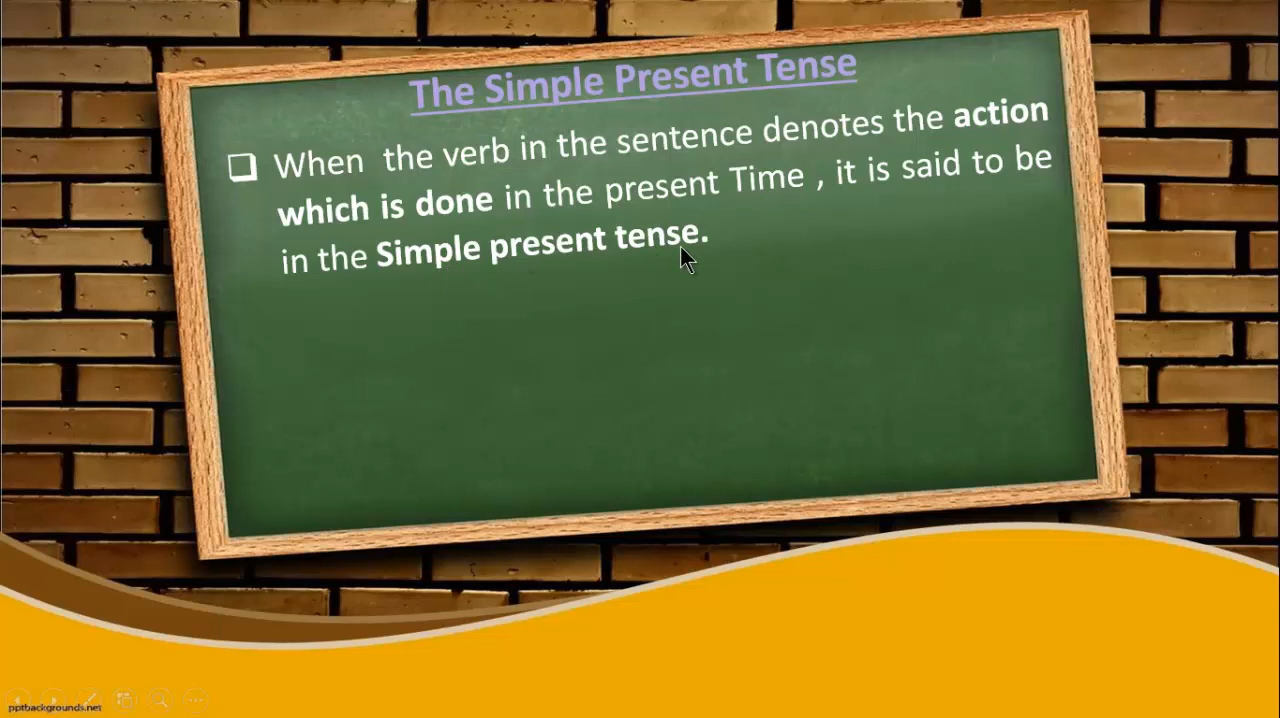 The Simple Present Tense
❑ When the verb in the sentence denotes the action
which is done in the present Time , it is said to be
in the Simple present tense.
pptbackgrounds.net